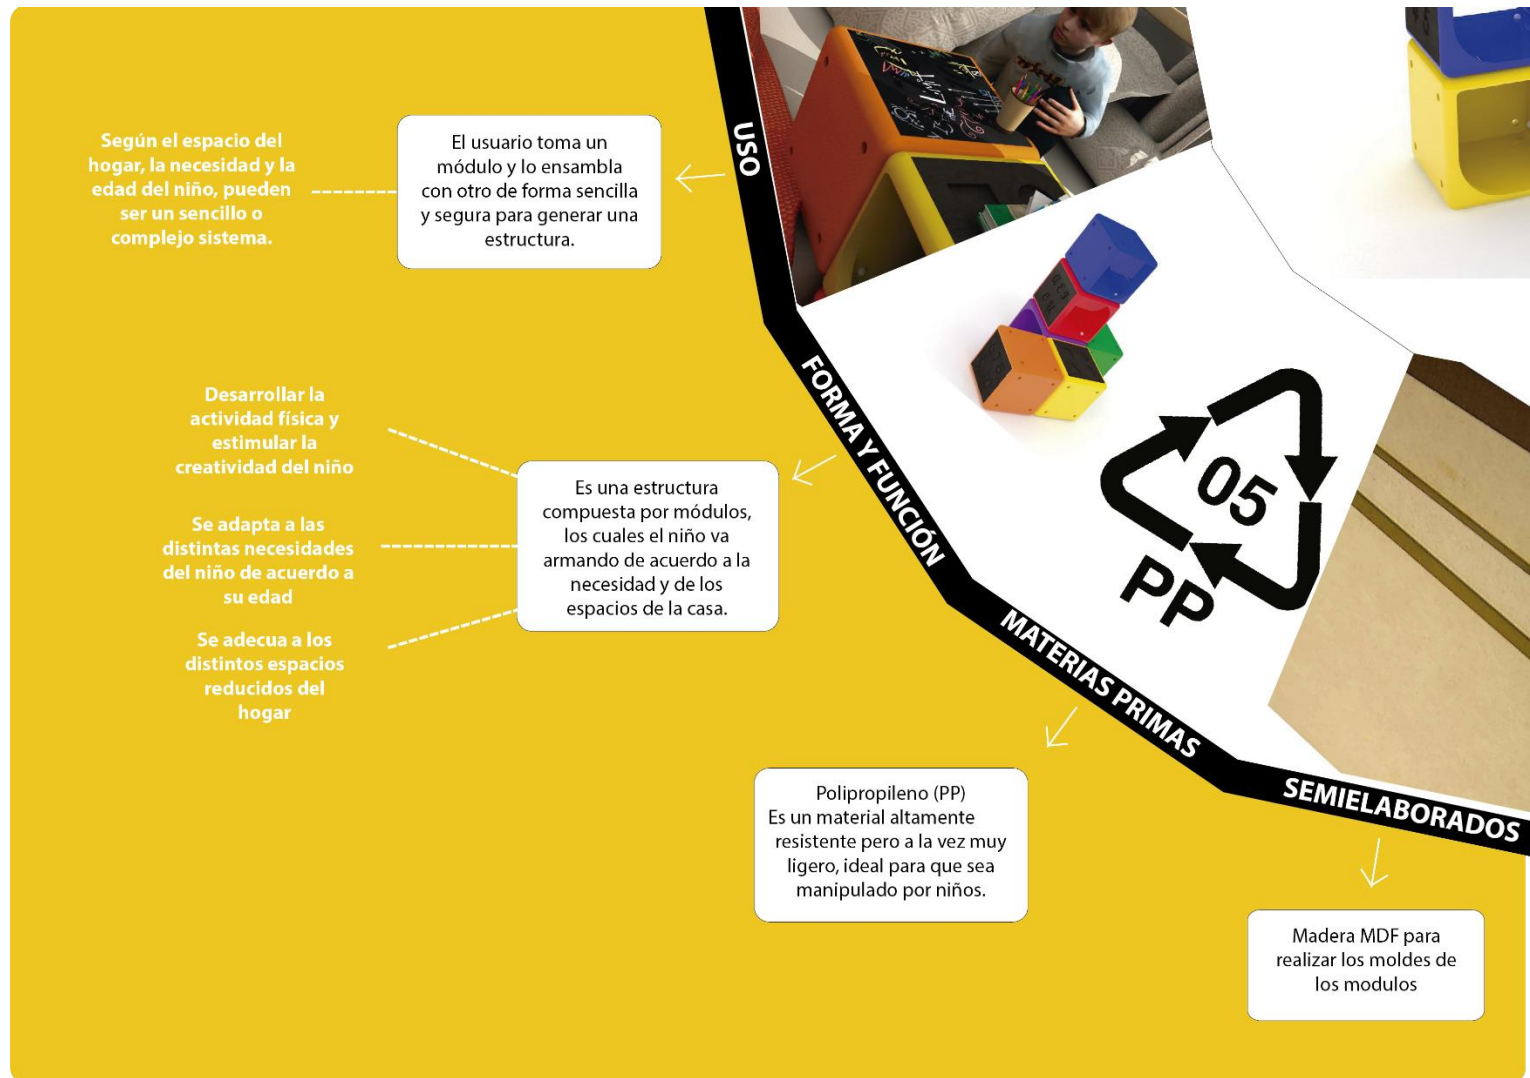 USO
El usuario toma un
módulo y lo ensambla
con otro de forma sencilla
y segura para generar una
estructura.
Según el espacio del
hogar, la necesidad y la
edad del niño, pueden
ser un sencillo o
complejo sistema.
FORMA Y FUNCIÓN
Es una estructura
compuesta por módulos,
los cuales el niño va
armando de acuerdo a la
necesidad y de los
espacios de la casa.
Desarrollar la
actividad física y
estimular la
creatividad del niño
Se adapta a las
distintas necesidades
del niño de acuerdo a
su edad
Se adecua a los
distintos espacios
reducidos del
hogar
05
PP
MATERIAS PRIMAS
Polipropileno (PP)
Es un material altamente
resistente pero a la vez muy
ligero, ideal para que sea
manipulado por niños.
SEMIELABORADOS
Madera MDF para
realizar los moldes de
los modulos